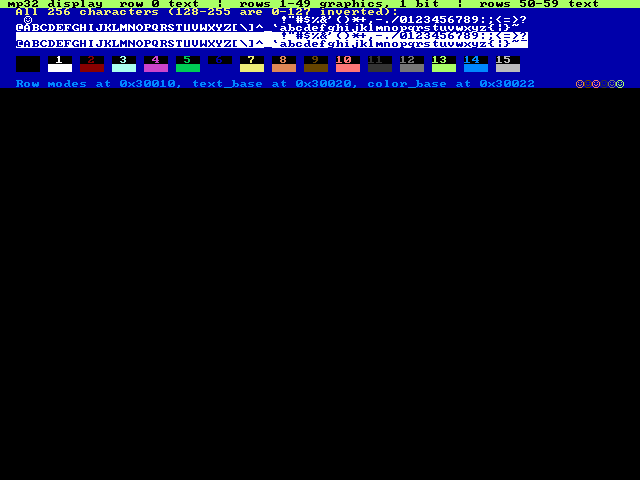 mp32 display  row 0 text  ¦  rows 1-49 graphics, 1 bit  ¦  rows 50-59 text
All 256 characters (128-255 are 0-127 inverted):
!"#$%&'()*+,-./0123456789:;<=>?
@ABCDEFGHIJKLMNOPQRSTUVWXYZ[\]^ `abcdefghijklmnopqrstuvwxyz{|}~
!"#$%&'()*+,-./0123456789:;<=>?
@ABCDEFGHIJKLMNOPQRSTUVWXYZ[\]^ `abcdefghijklmnopqrstuvwxyz{|}~
1 2 3 4 5 6 7 8 9 10 11 12 13 14 15
Row modes at 0x30010, text_base at 0x30020, color_base at 0x30022